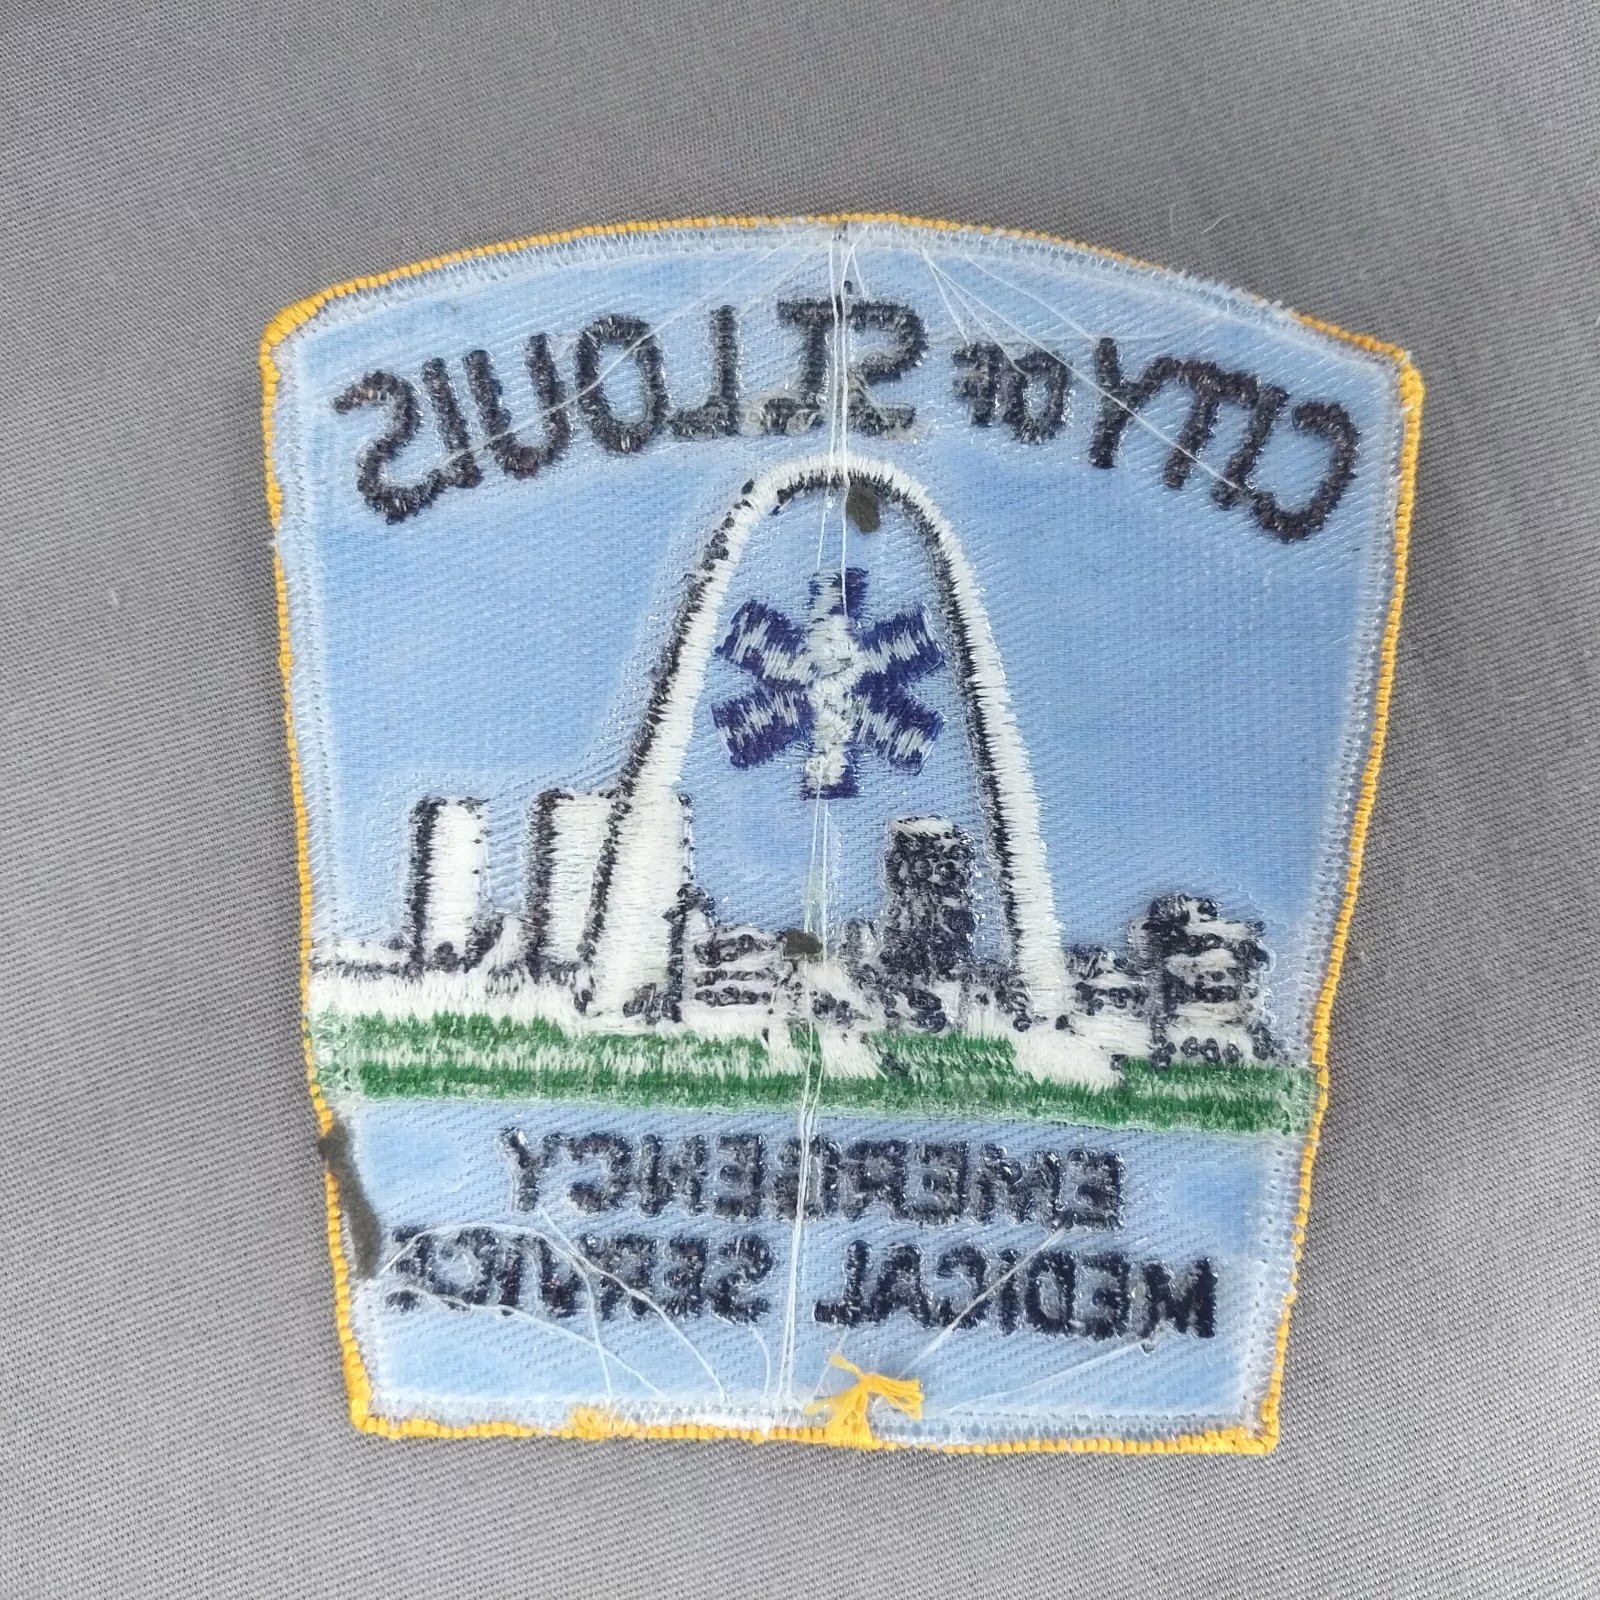 CITY OF ST. LOUIS
EMERGENCY
MEDICAL SERVICE